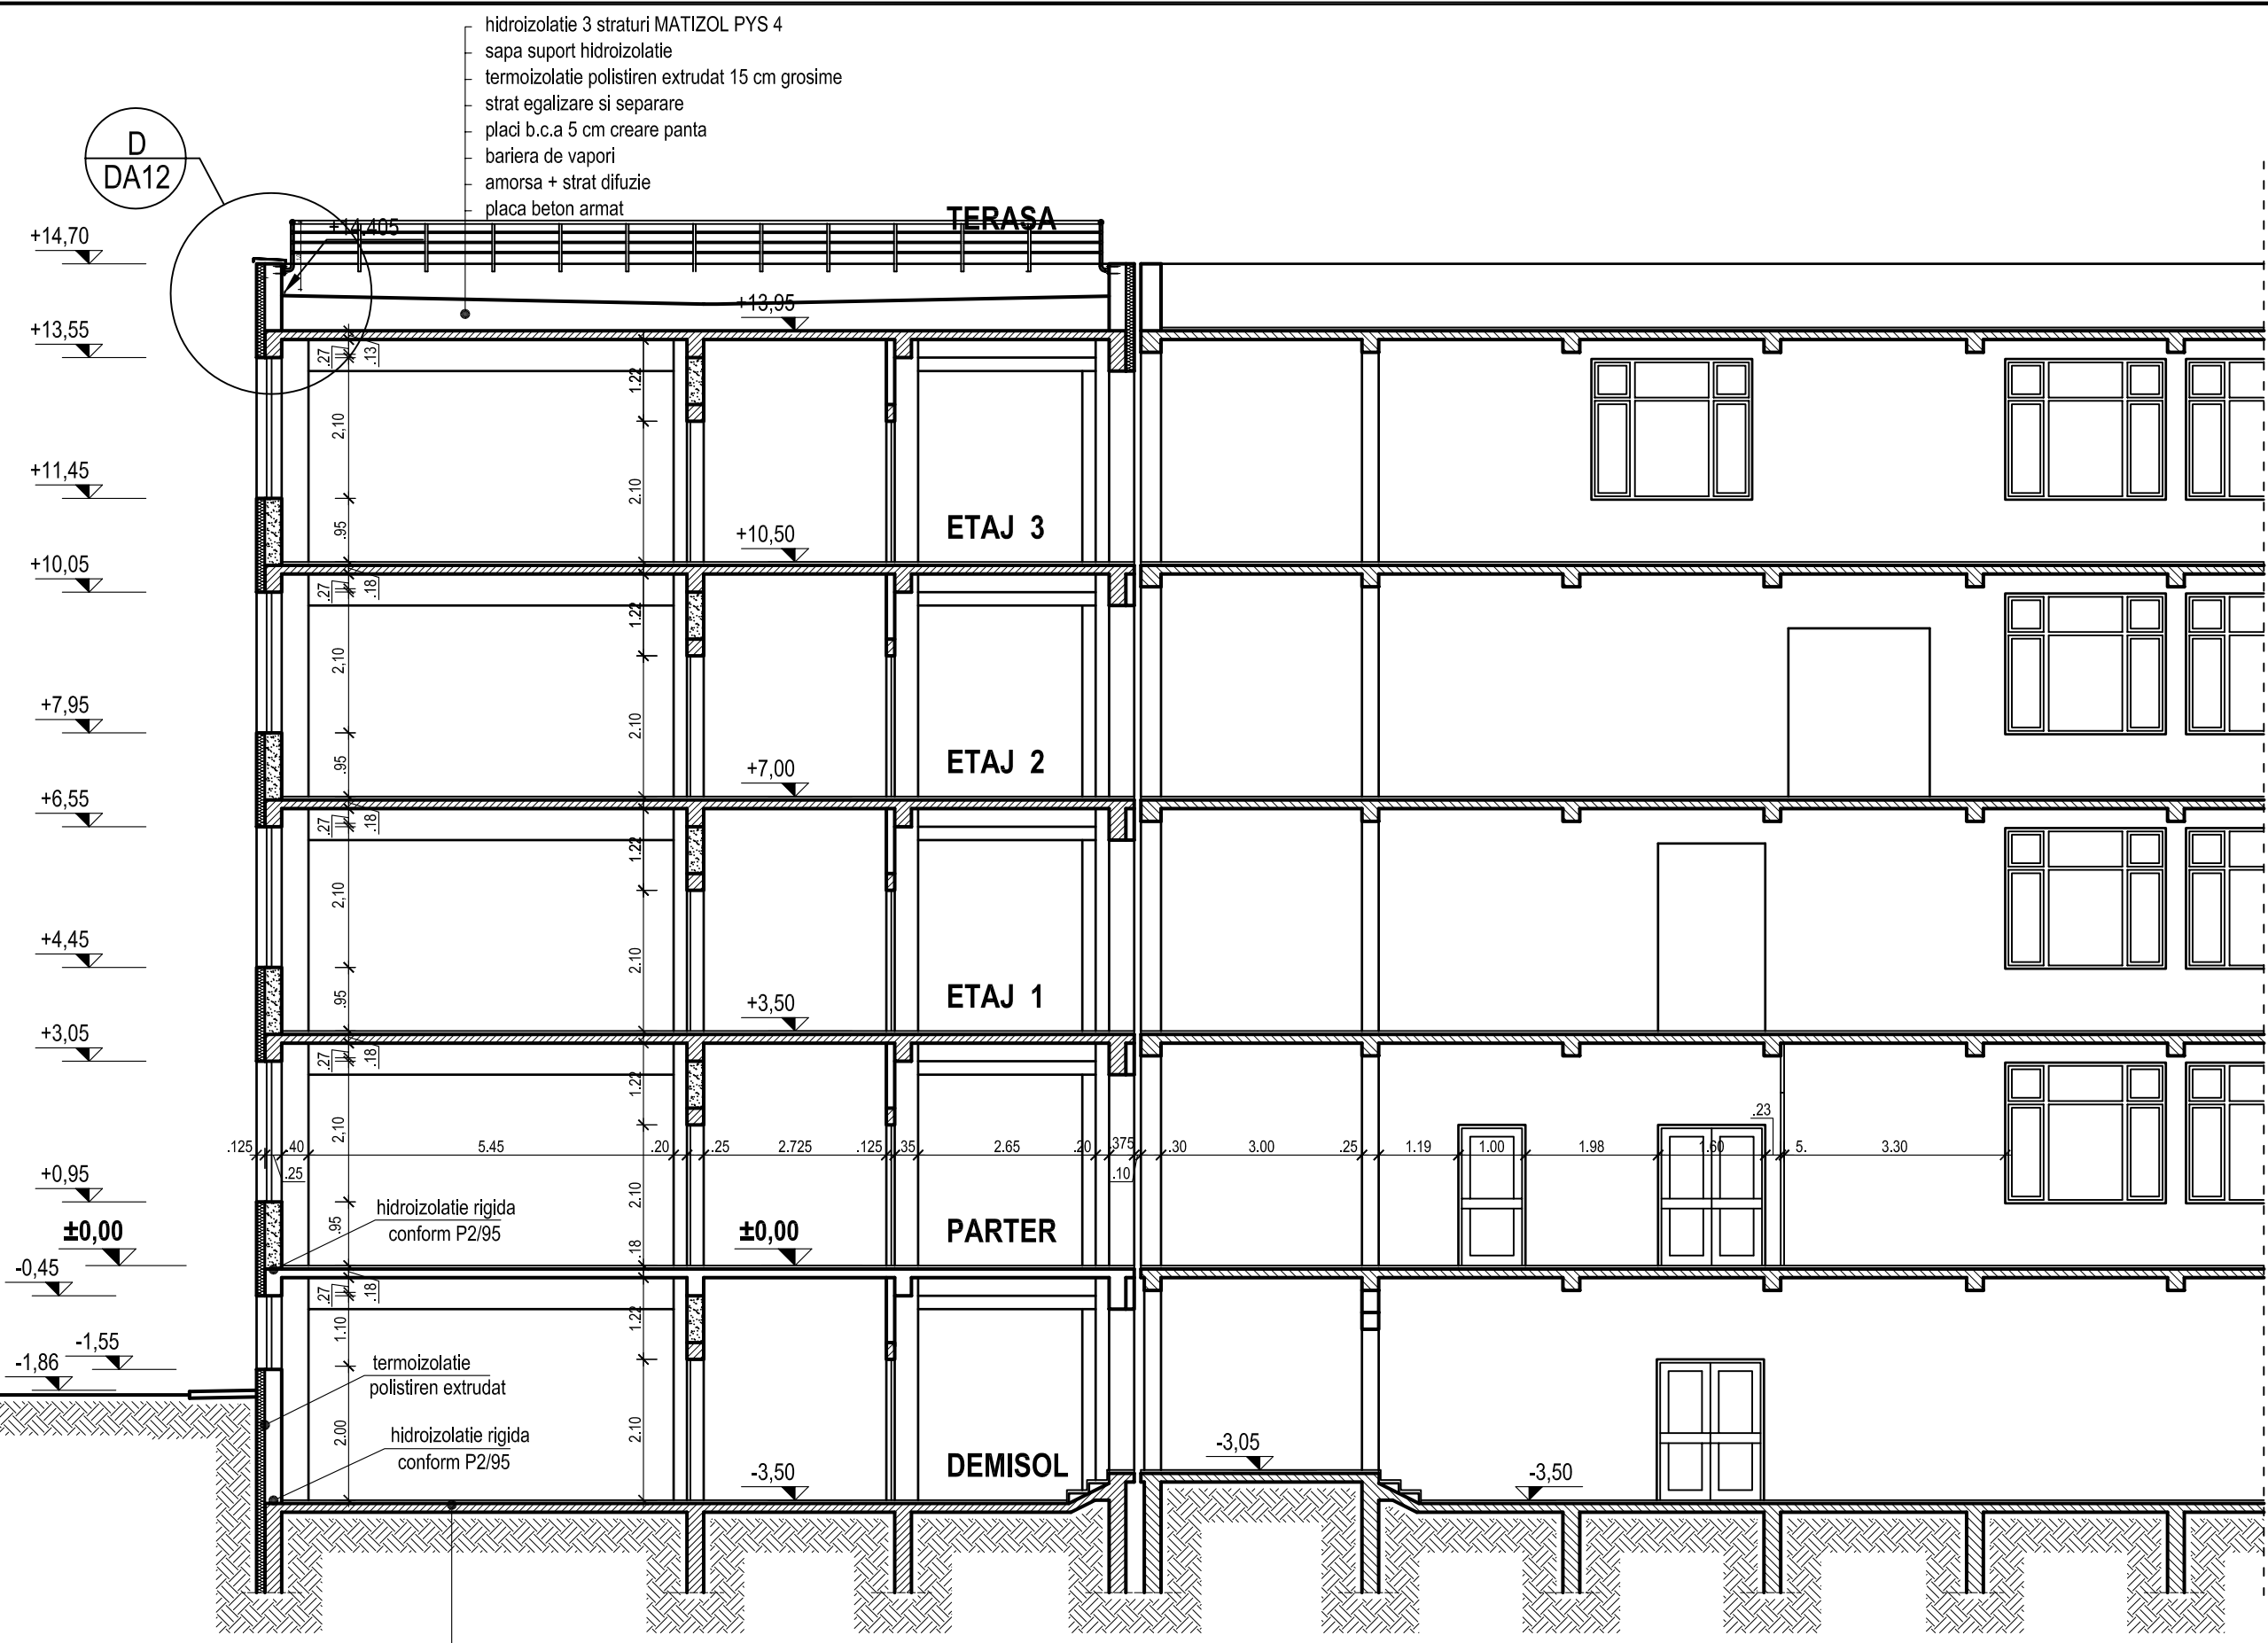 hidroizolatie 3 straturi MATIZOL PYS 4
sapa suport hidroizolatie
termoizolatie polistiren extrudat 15 cm grosime
strat egalizare si separare
placi b.c.a 5 cm creare panta
bariera de vapori
amorsa + strat difuzie
placa beton armat
D
DA12
TERASA
+14,405
+14,70
+13,95
+13,55
.27
.13
1.22
2,10
+11,45
2.10
.95
ETAJ 3
+10,50
+10,05
.27
.18
1.22
2,10
+7,95
2.10
.95
ETAJ 2
+7,00
+6,55
.27
.18
1.22
2,10
+4,45
2.10
.95
ETAJ 1
+3,50
+3,05
.27
.18
1.22
2,10
.23
.125 .40 5.45 .20 .25 2.725 .125 .35 2.65 .20 .375 .30 3.00 .25 1.19 1.00 1.98 1.60 5. 3.30
.25
.10
+0,95
2.10
hidroizolatie rigida
conform P2/95
.95
±0,00
±0,00
PARTER
.18
-0,45
.27
.18
1.22
1.10
-1,55
-1,86
termoizolatie
polistiren extrudat
2.00
2.10
hidroizolatie rigida
conform P2/95
-3,50
DEMISOL
-3,05
-3,50